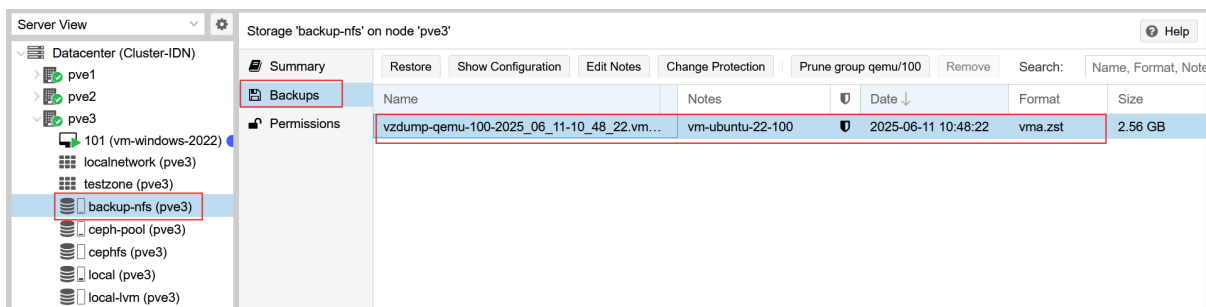 Server View
Datacenter (Cluster-IDN)
pve1
pve2
pve3
101 (vm-windows-2022)
localnetwork (pve3)
testzone (pve3)
backup-nfs (pve3)
ceph-pool (pve3)
cephfs (pve3)
local (pve3)
local-lvm (pve3)
Storage 'backup-nfs' on node 'pve3'
Help
Summary
Backups
Permissions
Restore Show Configuration Edit Notes Change Protection Prune group qemu/100 Remove Search: Name, Format, Note
Name Notes Date ↓ Format Size
vzdump-qemu-100-2025_06_11-10_48_22.vm... vm-ubuntu-22-100 2025-06-11 10:48:22 vma.zst 2.56 GB